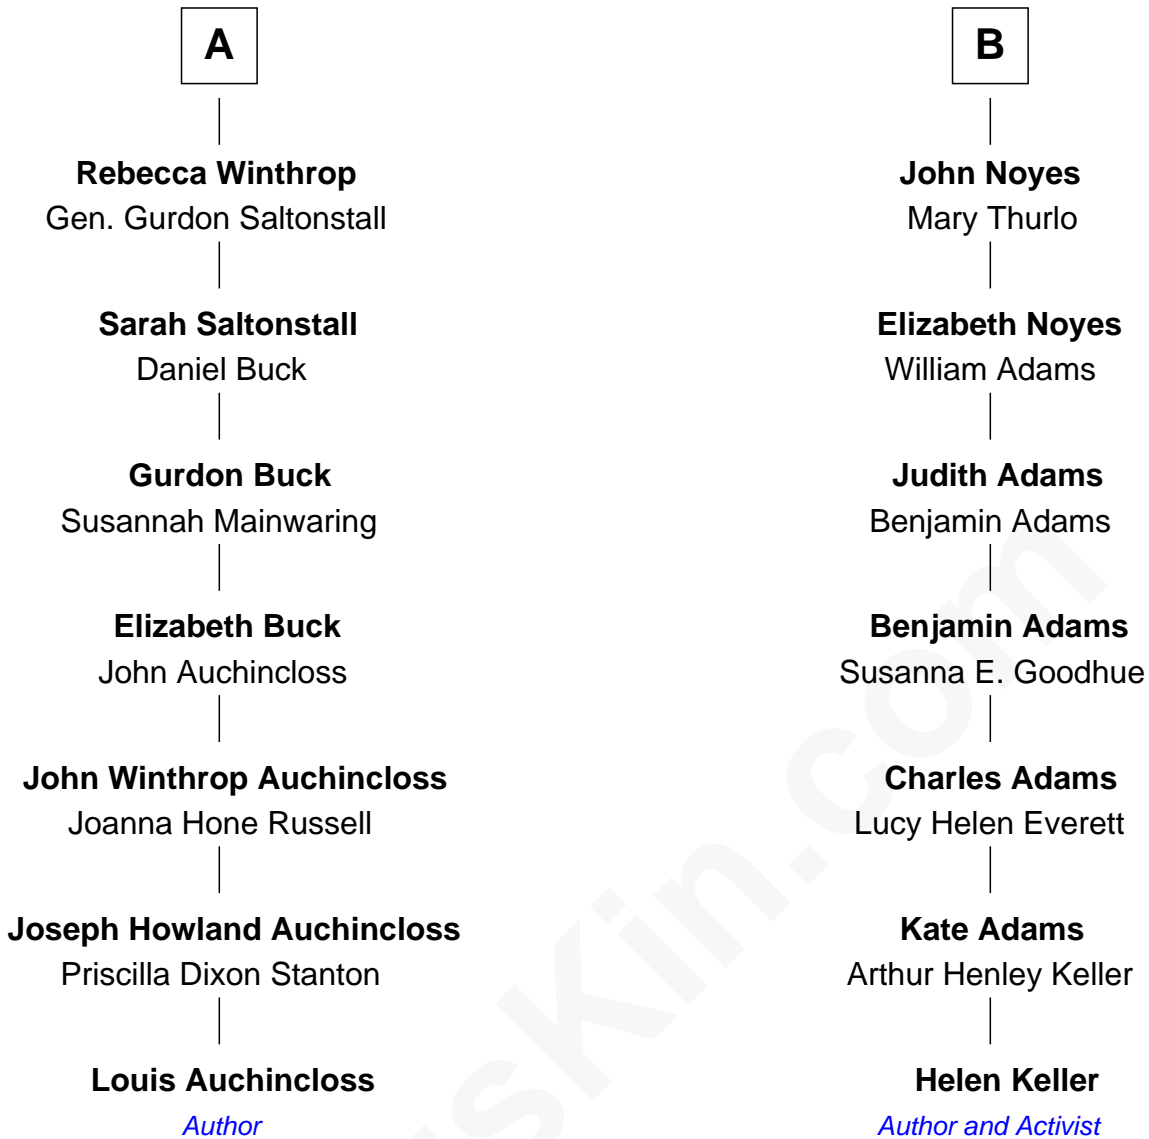 A
Rebecca Winthrop
Gen. Gurdon Saltonstall
Sarah Saltonstall
Daniel Buck
Gurdon Buck
Susannah Mainwaring
Elizabeth Buck
John Auchincloss
John Winthrop Auchincloss
Joanna Hone Russell
Joseph Howland Auchincloss
Priscilla Dixon Stanton
Louis Auchincloss
Author
B
John Noyes
Mary Thurlo
Elizabeth Noyes
William Adams
Judith Adams
Benjamin Adams
Benjamin Adams
Susanna E. Goodhue
Charles Adams
Lucy Helen Everett
Kate Adams
Arthur Henley Keller
Helen Keller
Author and Activist